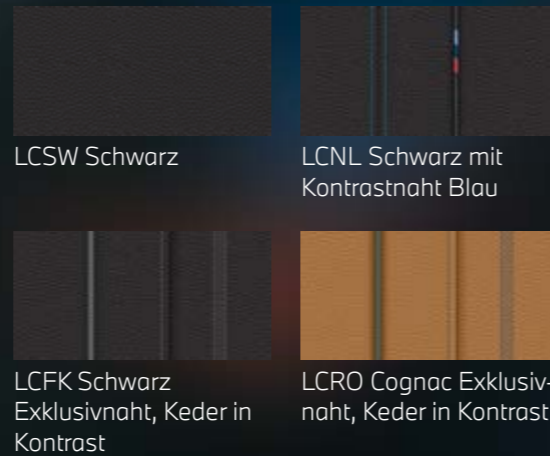 LCSW Schwarz
LCNL Schwarz mit
Kontrastnaht Blau
LCFK Schwarz
Exklusivnaht, Keder in
Kontrast
LCRO Cognac Exklusiv-
naht, Keder in Kontrast